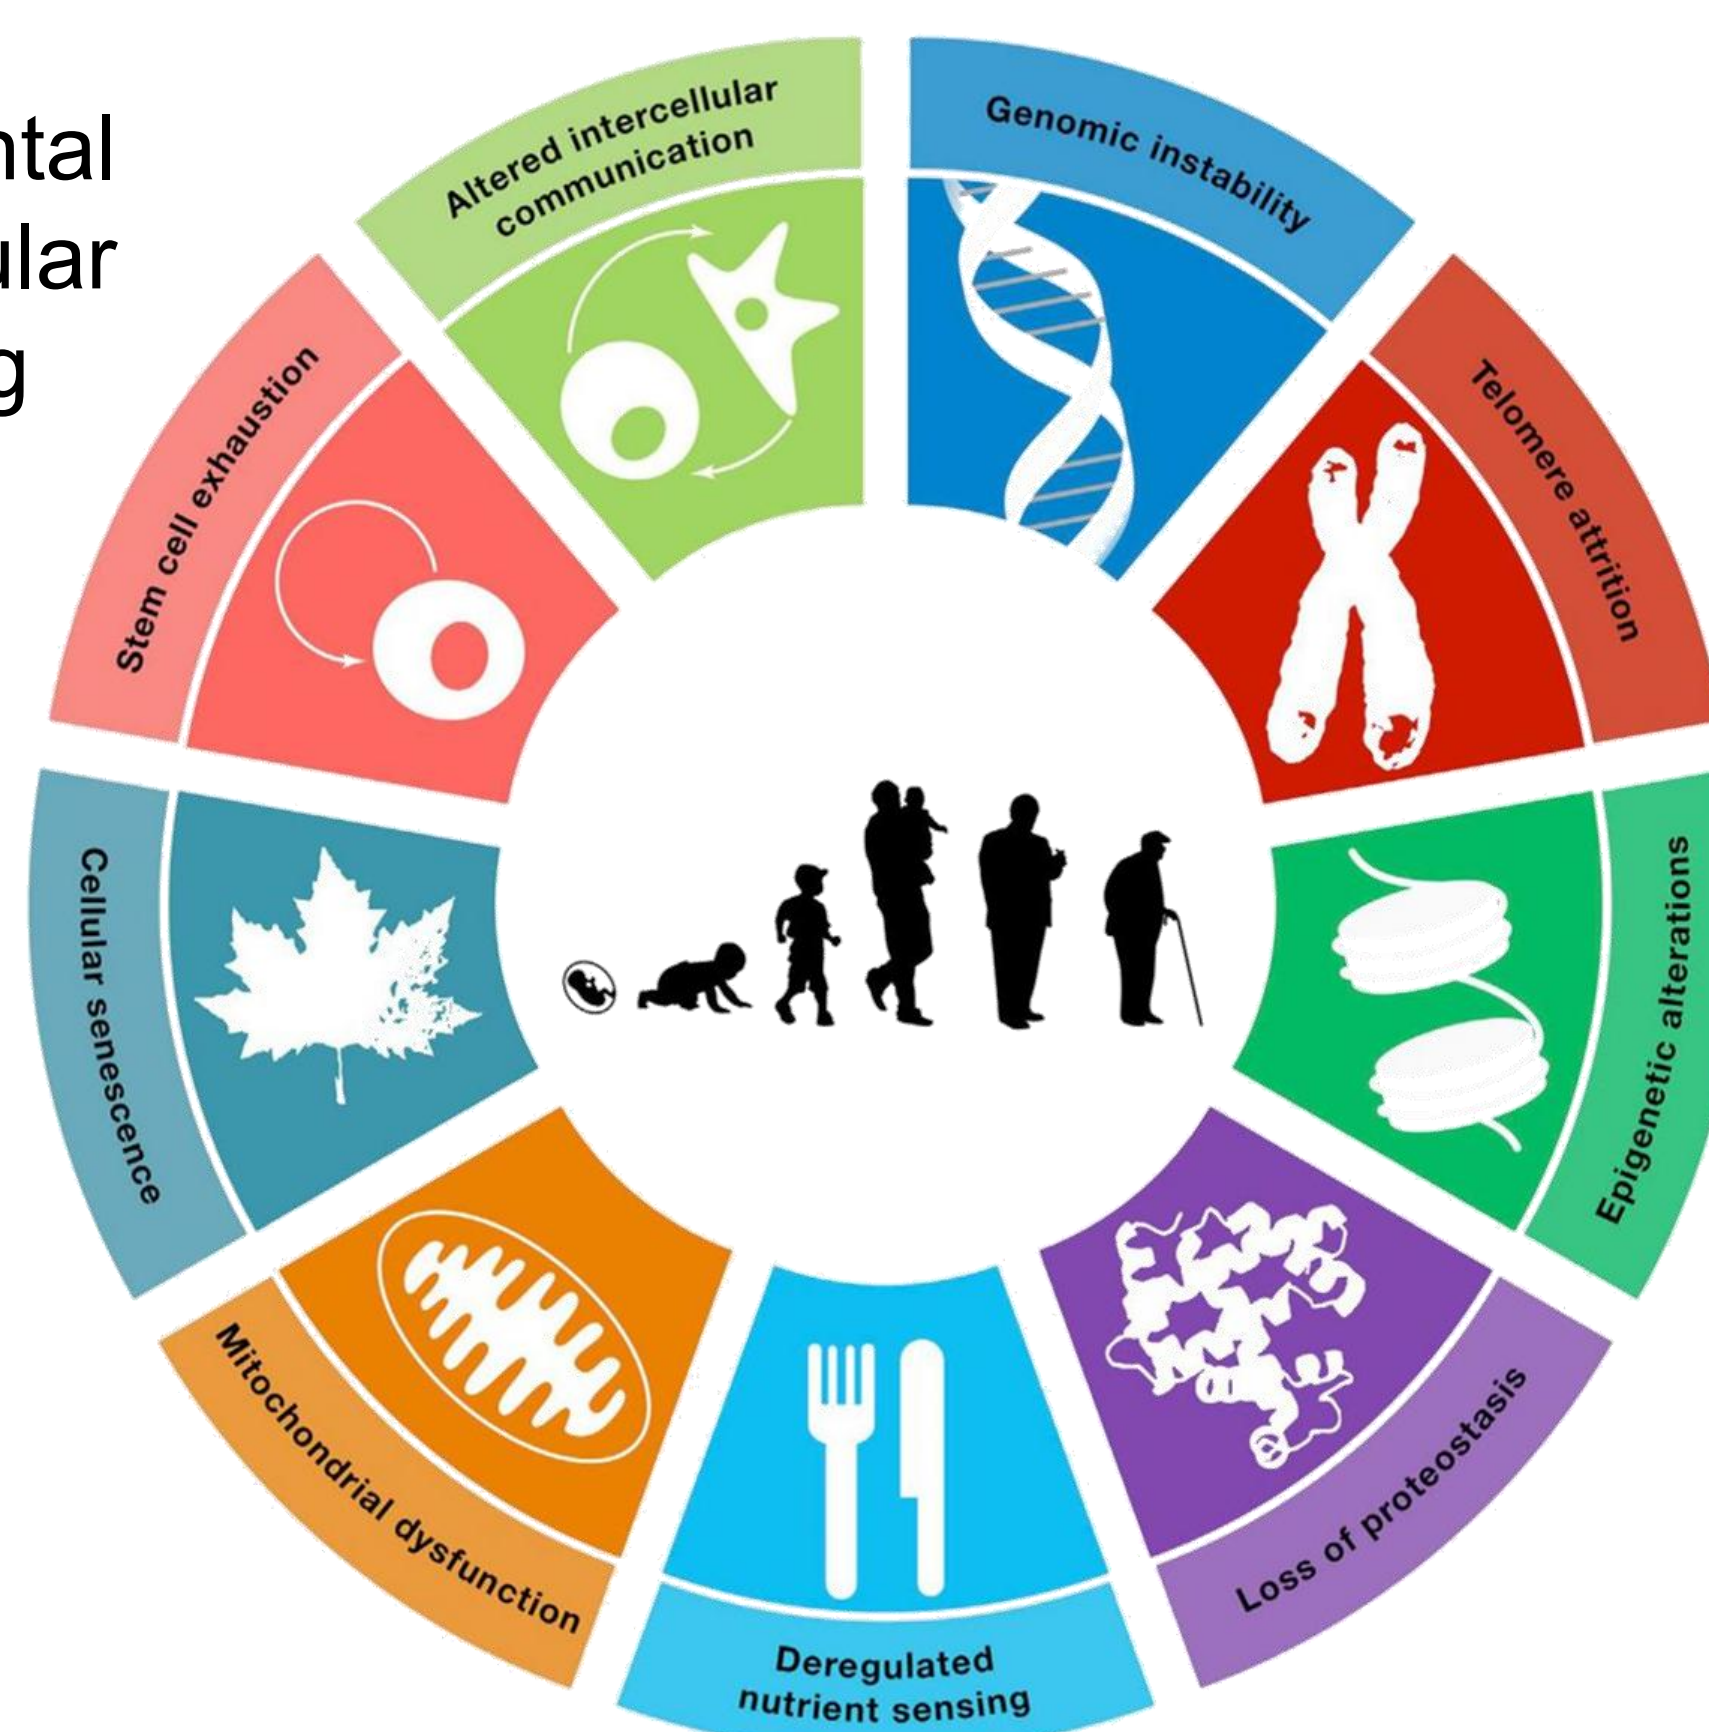 ntal
ular
g
Altered intercellular
communication
Genomic instability
Telomere attrition
Epigenetic alterations
Loss of proteostasis
Deregulated
nutrient sensing
Mitochondrial dysfunction
Cellular senescence
Stem cell exhaustion